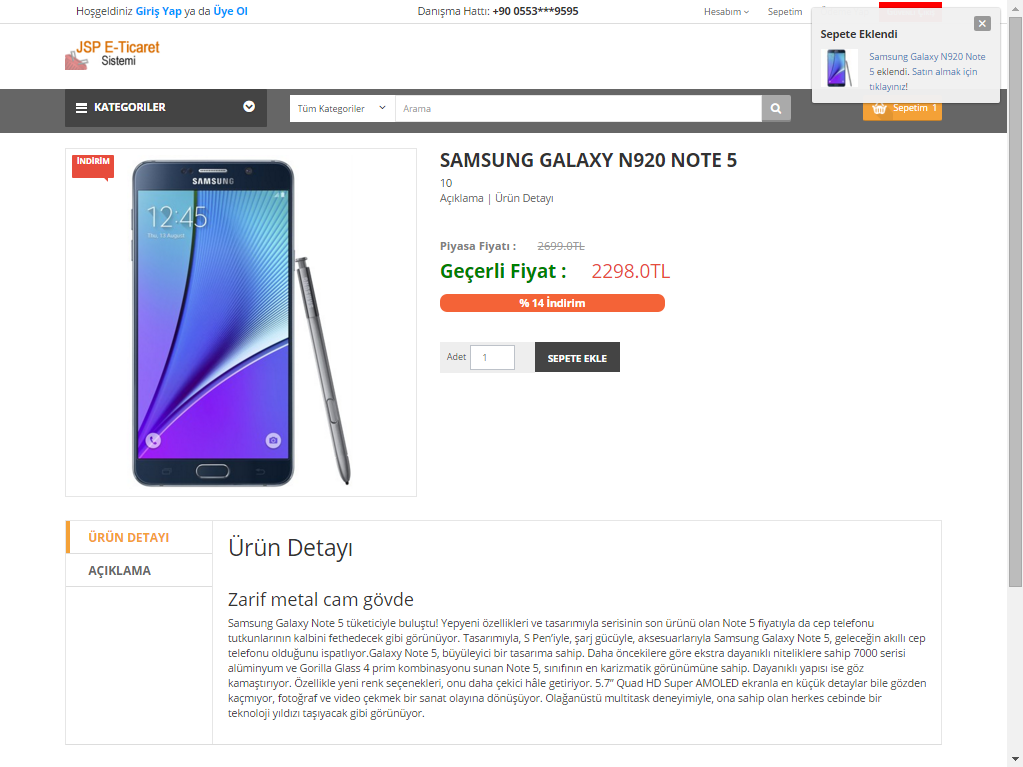 Hoşgeldiniz Giriş Yap ya da Üye Ol
Danışma Hattı: +90 0553***9595
Hesabım
Sepetim
Sepete Eklendi
Samsung Galaxy N920 Note
5 eklendi. Satın almak için
tıklayınız!
JSP E-Ticaret
Sistemi
KATEGORILER
Tüm Kategoriler
Arama
Sepetim 1
İNDİRİM
SAMSUNG
12:45
SAMSUNG GALAXY N920 NOTE 5
10
Açıklama | Ürün Detayı
Piyasa Fiyatı : 2699.0TL
Geçerli Fiyat : 2298.0TL
% 14 İndirim
Adet 1
SEPETE EKLE
ÜRÜN DETAYI
AÇIKLAMA
Ürün Detayı
Zarif metal cam gövde
Samsung Galaxy Note 5 tüketiciyle buluştu! Yepyeni özellikleri ve tasarımıyla serisinin son ürünü olan Note 5 fiyatıyla da cep telefonu
tutkunlarının kalbini fethedecek gibi görünüyor. Tasarımıyla, S Pen’iyle, şarj gücüyle, aksesuarlarıyla Samsung Galaxy Note 5, geleceğin akıllı cep
telefonu olduğunu ispatlıyor.Galaxy Note 5, büyüleyici bir tasarıma sahip. Daha öncekilere göre ekstra dayanıklı niteliklere sahip 7000 serisi
alüminyum ve Gorilla Glass 4 prim kombinasyonu sunan Note 5, sınıfının en karizmatik görünümüne sahip. Dayanıklı yapısı ise göz
kamaştırıyor. Özellikle yeni renk seçenekleri, onu daha çekici hâle getiriyor. 5.7” Quad HD Super AMOLED ekranla en küçük detaylar bile gözden
kaçmıyor, fotoğraf ve video çekmek bir sanat olayına dönüşüyor. Olağanüstü multitask deneyimiyle, ona sahip olan herkes cebinde bir
teknoloji yıldızı taşıyacak gibi görünüyor.